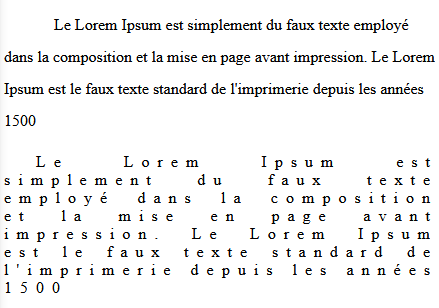 Le Lorem Ipsum est simplement du faux texte employé
dans la composition et la mise en page avant impression. Le Lorem
Ipsum est le faux texte standard de l'imprimerie depuis les années
1500
Le Lorem Ipsum est
simplement du faux texte
employé dans la composition
et la mise en page avant
impression. Le Lorem Ipsum
est le faux texte standard de
l'imprimerie depuis les années
1500